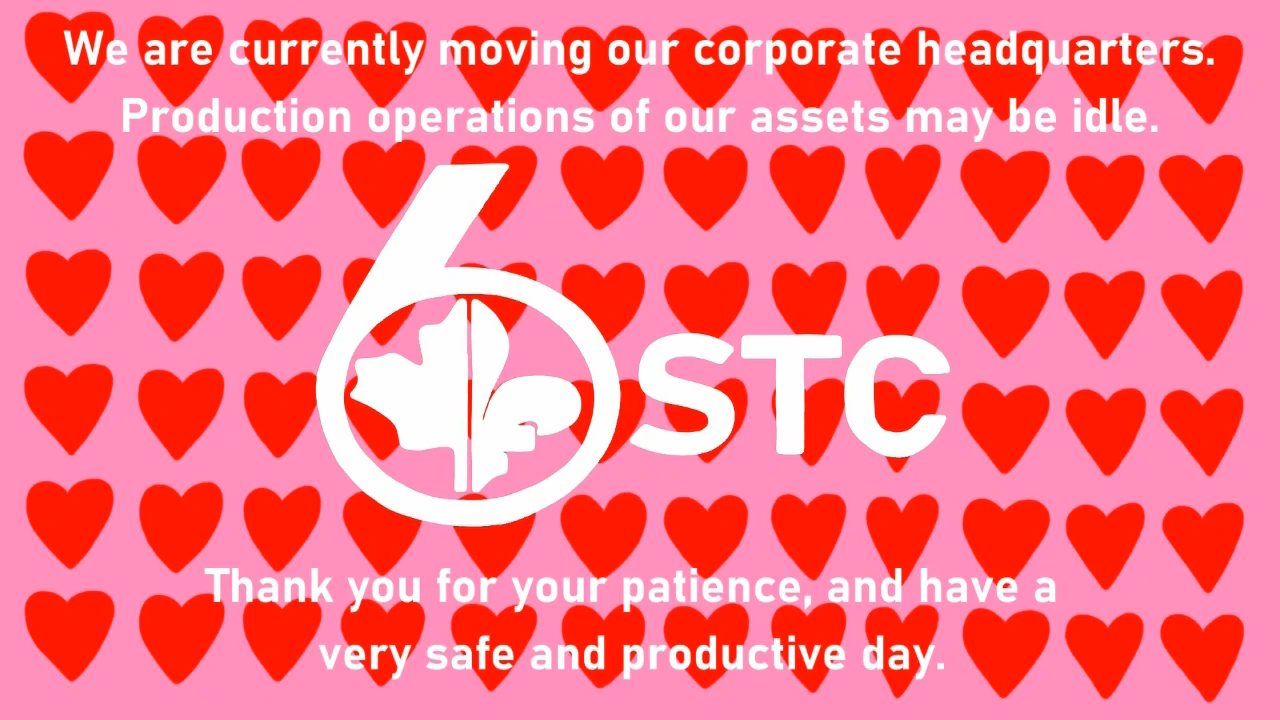 We are currently moving our corporate headquarters.
Production operations of our assets may be idle.
6 STC
Thank you for your patience, and have a
very safe and productive day.